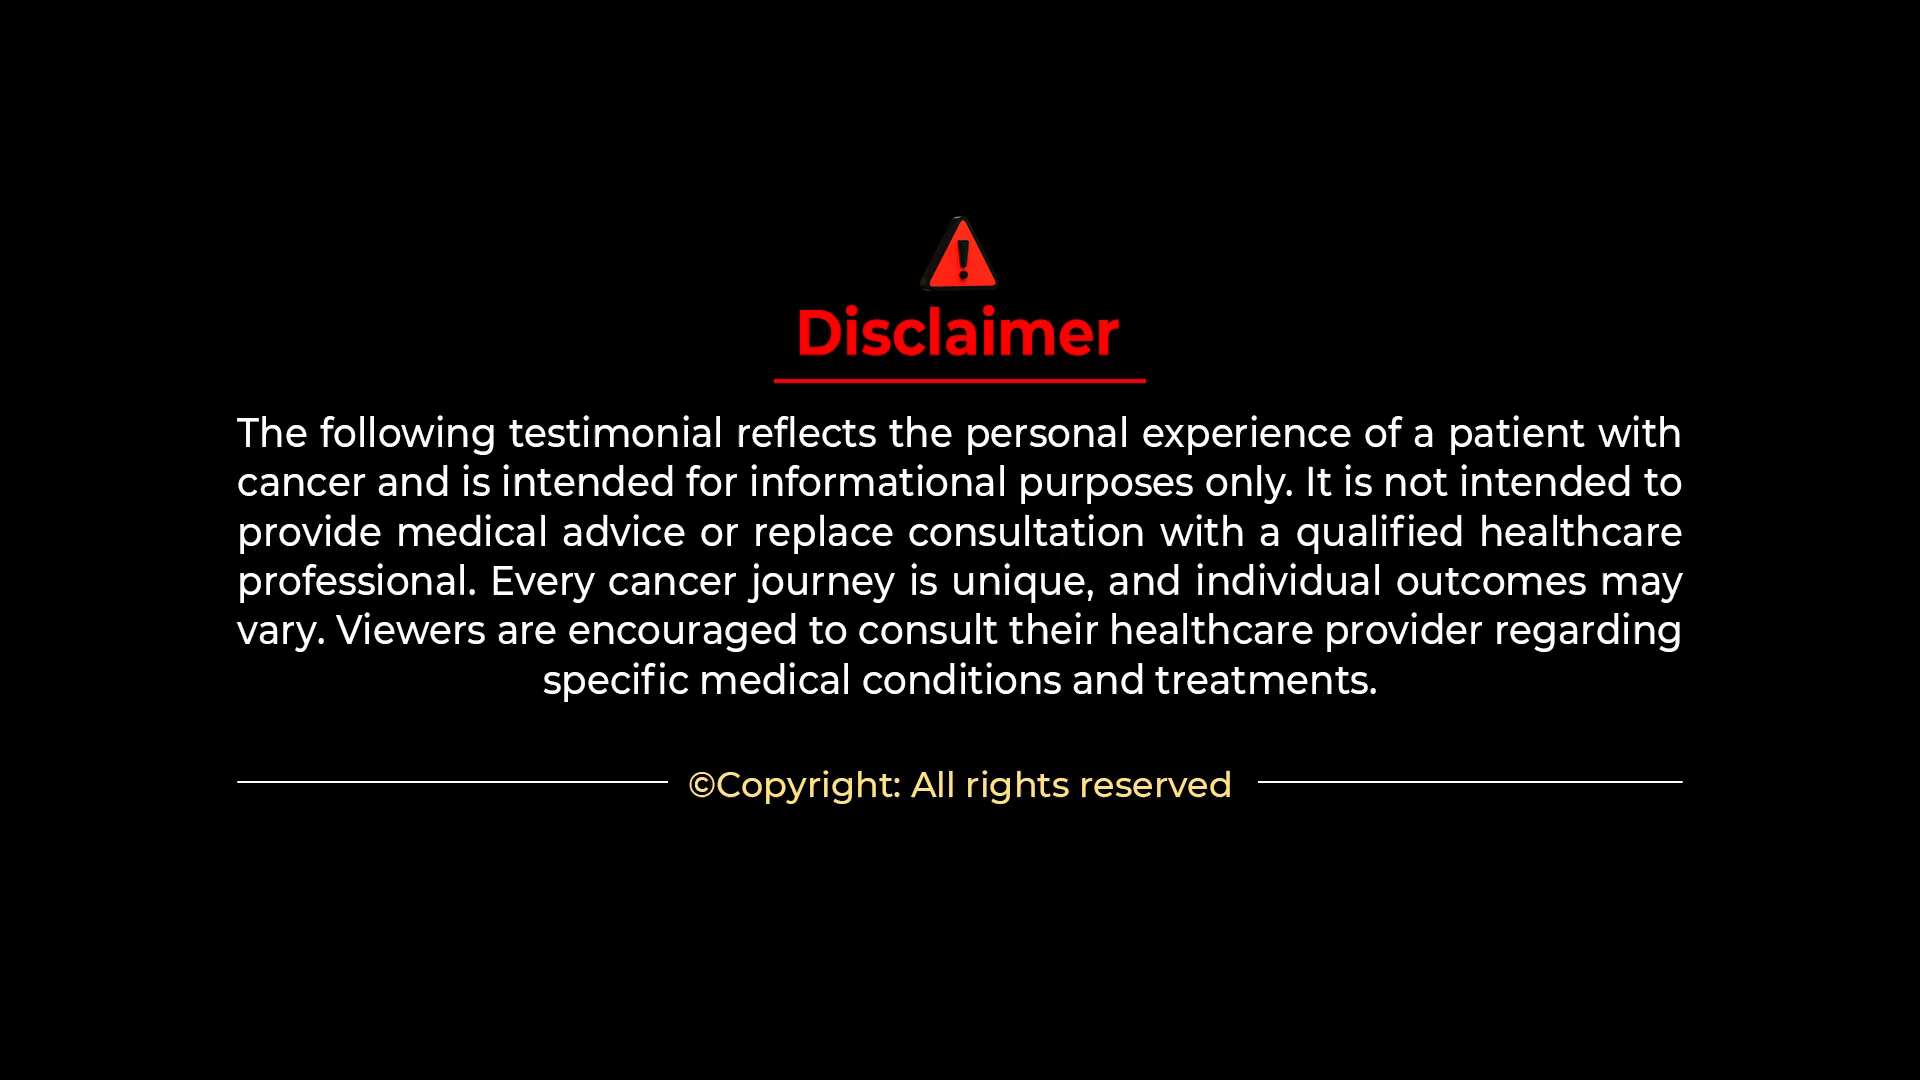 Disclaimer
The following testimonial reflects the personal experience of a patient with
cancer and is intended for informational purposes only. It is not intended to
provide medical advice or replace consultation with a qualified healthcare
professional. Every cancer journey is unique, and individual outcomes may
vary. Viewers are encouraged to consult their healthcare provider regarding
specific medical conditions and treatments.
©Copyright: All rights reserved